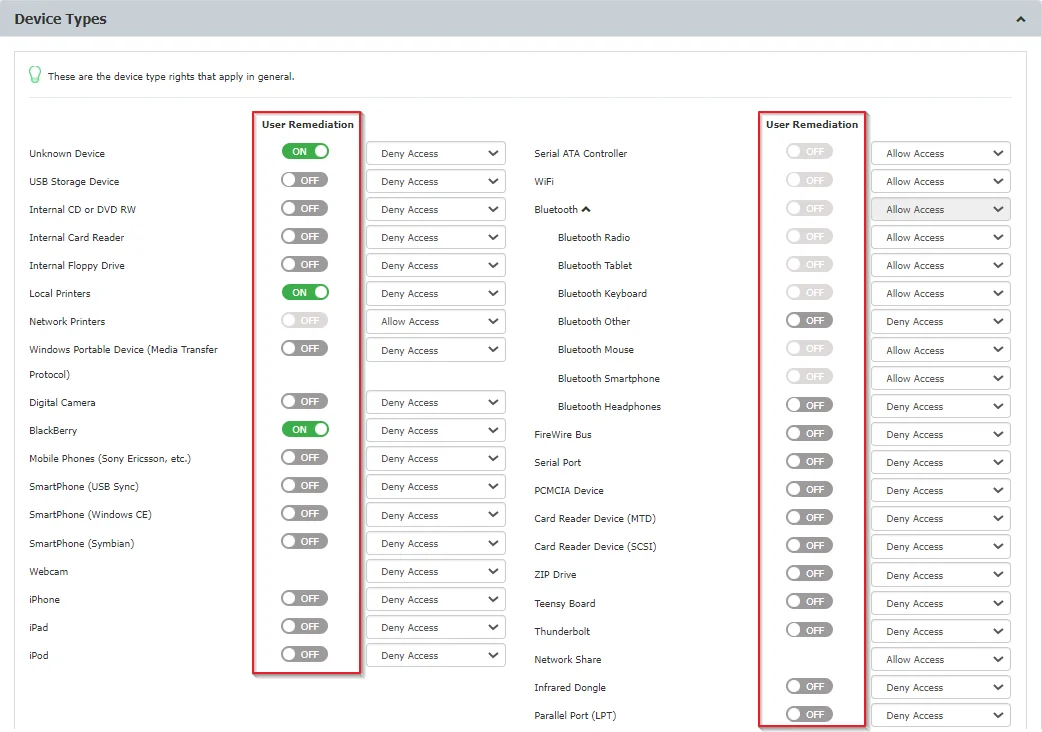 Device Types
These are the device type rights that apply in general.
User Remediation
Unknown Device ON Deny Access
USB Storage Device OFF Deny Access
Internal CD or DVD RW OFF Deny Access
Internal Card Reader OFF Deny Access
Internal Floppy Drive OFF Deny Access
Local Printers ON Deny Access
Network Printers OFF Allow Access
Windows Portable Device (Media Transfer OFF Deny Access
Protocol)
Digital Camera OFF Deny Access
BlackBerry ON Deny Access
Mobile Phones (Sony Ericsson, etc.) OFF Deny Access
SmartPhone (USB Sync) OFF Deny Access
SmartPhone (Windows CE) OFF Deny Access
SmartPhone (Symbian) OFF Deny Access
Webcam Deny Access
iPhone OFF Deny Access
iPad OFF Deny Access
iPod OFF Deny Access
User Remediation
Serial ATA Controller OFF Allow Access
WiFi OFF Allow Access
Bluetooth OFF Allow Access
Bluetooth Radio OFF Allow Access
Bluetooth Tablet OFF Allow Access
Bluetooth Keyboard OFF Allow Access
Bluetooth Other OFF Deny Access
Bluetooth Mouse OFF Allow Access
Bluetooth Smartphone OFF Allow Access
Bluetooth Headphones OFF Deny Access
FireWire Bus OFF Deny Access
Serial Port OFF Deny Access
PCMCIA Device OFF Deny Access
Card Reader Device (MTD) OFF Deny Access
Card Reader Device (SCSI) OFF Deny Access
ZIP Drive OFF Deny Access
Teensy Board OFF Deny Access
Thunderbolt OFF Deny Access
Network Share Allow Access
Infrared Dongle OFF Deny Access
Parallel Port (LPT) OFF Deny Access